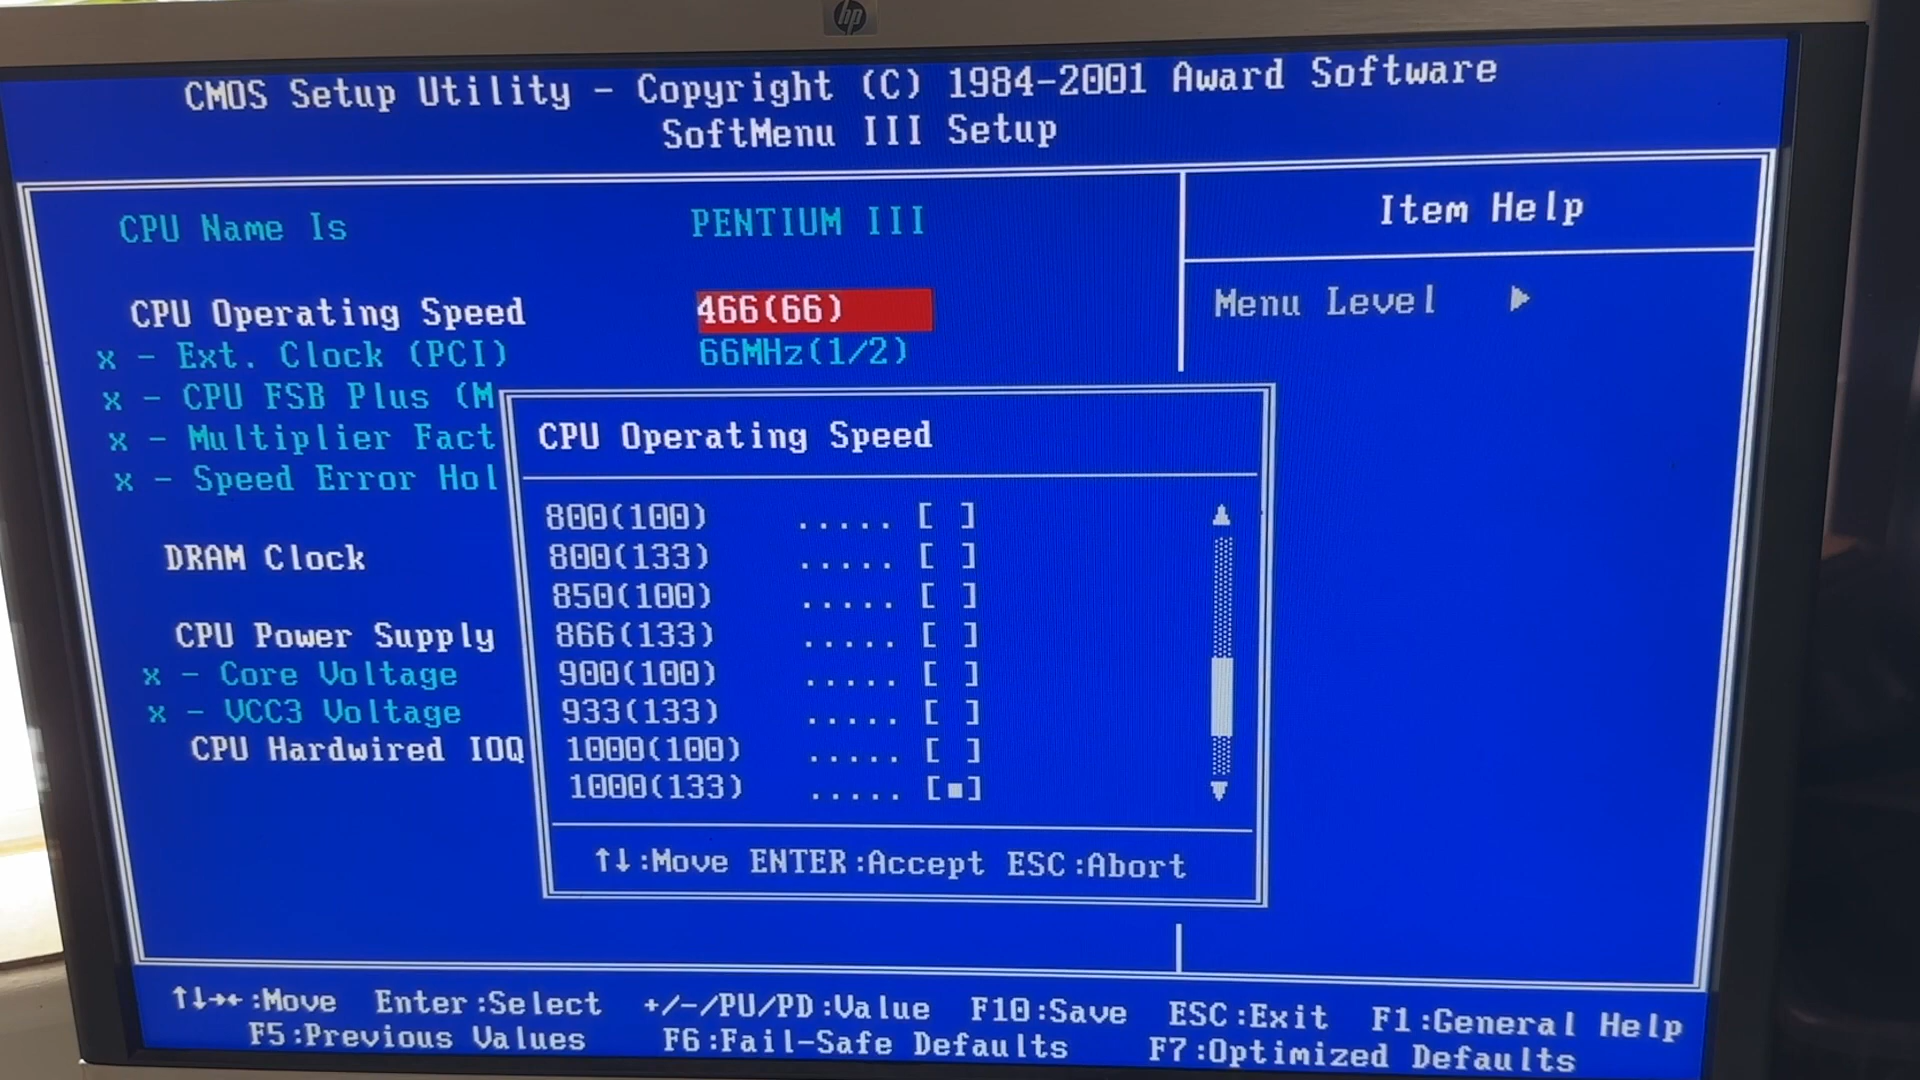 hp
CMOS Setup Utility - Copyright (C) 1984-2001 Award Software
SoftMenu III Setup
CPU Name Is PENTIUM III
Item Help
CPU Operating Speed 466(66)
Menu Level ►
x - Ext. Clock (PCI) 66MHz(1/2)
x - CPU FSB Plus (M
x - Multiplier Fact
x - Speed Error Hol
DRAM Clock
CPU Power Supply
x - Core Voltage
x - VCC3 Voltage
CPU Hardwired IOQ
CPU Operating Speed
800(100) ..... [ ]
800(133) ..... [ ]
850(100) ..... [ ]
866(133) ..... [ ]
900(100) ..... [ ]
933(133) ..... [ ]
1000(100) ..... [ ]
1000(133) ..... [■]
↑↓:Move ENTER:Accept ESC:Abort
↑↓→←:Move Enter:Select +/-/PU/PD:Value F10:Save ESC:Exit F1:General Help
F5:Previous Values F6:Fail-Safe Defaults F7:Optimized Defaults